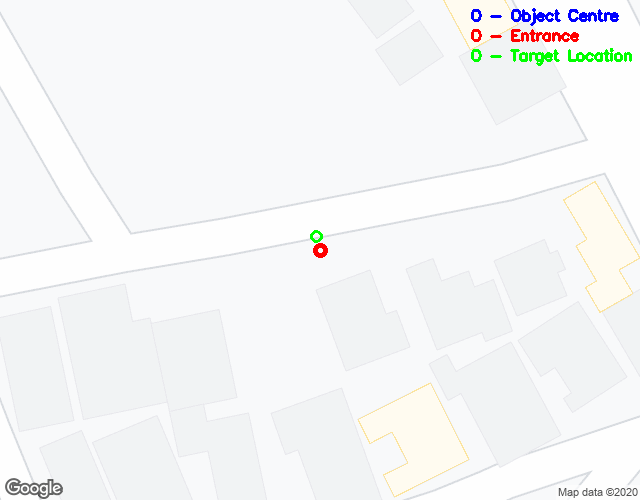 O – Object Centre
O – Entrance
O – Target Location
Google
Map data ©2020